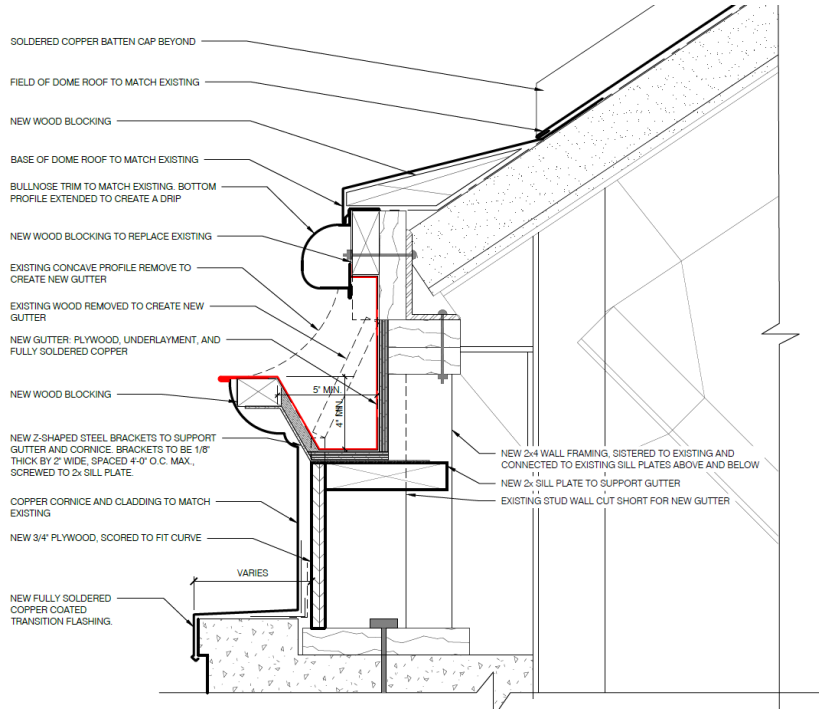 SOLDERED COPPER BATTEN CAP BEYOND
FIELD OF DOME ROOF TO MATCH EXISTING
NEW WOOD BLOCKING
BASE OF DOME ROOF TO MATCH EXISTING
BULLNOSE TRIM TO MATCH EXISTING. BOTTOM
PROFILE EXTENDED TO CREATE A DRIP
NEW WOOD BLOCKING TO REPLACE EXISTING
EXISTING CONCAVE PROFILE REMOVE TO
CREATE NEW GUTTER
EXISTING WOOD REMOVED TO CREATE NEW
GUTTER
NEW GUTTER: PLYWOOD, UNDERLAYMENT, AND
FULLY SOLDERED COPPER
5" MIN.
4" MIN.
NEW WOOD BLOCKING
NEW Z-SHAPED STEEL BRACKETS TO SUPPORT
GUTTER AND CORNICE. BRACKETS TO BE 1/8"
THICK BY 2" WIDE, SPACED 4'-0" O.C. MAX.,
SCREWED TO 2x SILL PLATE.
NEW 2x4 WALL FRAMING, SISTERED TO EXISTING AND
CONNECTED TO EXISTING SILL PLATES ABOVE AND BELOW
NEW 2x SILL PLATE TO SUPPORT GUTTER
EXISTING STUD WALL CUT SHORT FOR NEW GUTTER
COPPER CORNICE AND CLADDING TO MATCH
EXISTING
NEW 3/4" PLYWOOD, SCORED TO FIT CURVE
VARIES
NEW FULLY SOLDERED
COPPER COATED
TRANSITION FLASHING.